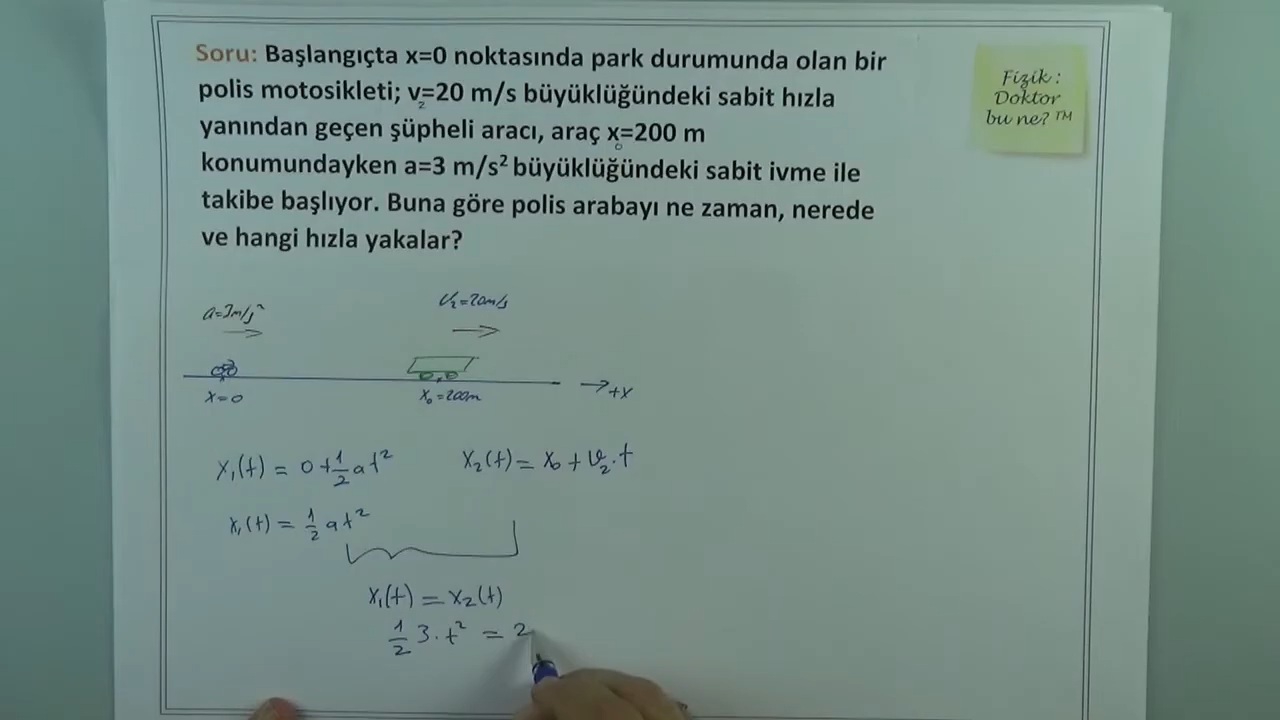 Soru: Başlangıçta x=0 noktasında park durumunda olan bir
polis motosikleti; v₂=20 m/s büyüklüğündeki sabit hızla
yanından geçen şüpheli aracı, araç x₀=200 m
konumundayken a=3 m/s² büyüklüğündeki sabit ivme ile
takibe başlıyor. Buna göre polis arabayı ne zaman, nerede
ve hangi hızla yakalar?
Fizik :
Doktor
bu ne? ™
a=3m/s²
v₂=20m/s
x=0
x₀=200m
+x
x₁(t) = 0+1/2 at²
x₂(t) = x₀ + v₂.t
x₁(t) = 1/2 at²
x₁(t) = x₂(t)
1/2 3.t² = 2